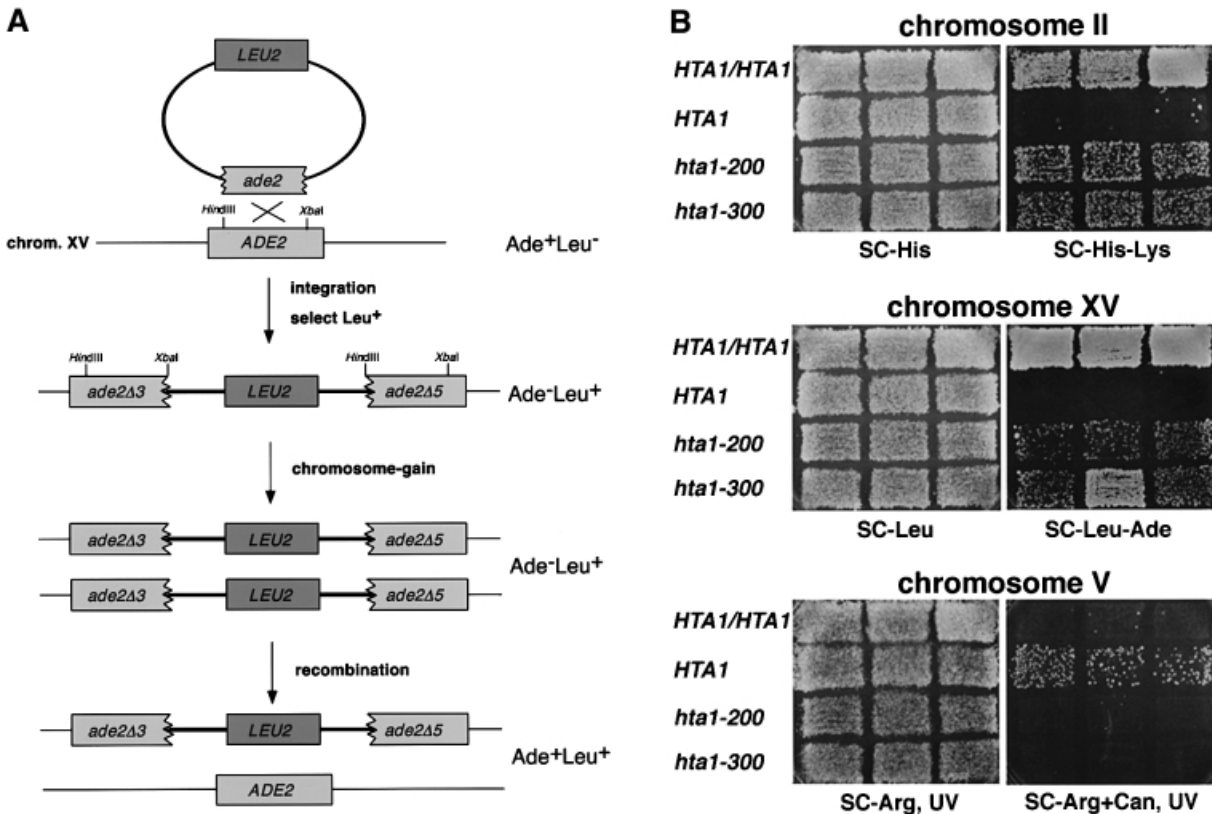 A
LEU2
ade2
HindIII XbaI
chrom. XV ADE2 Ade+Leu-
integration
select Leu+
HindIII XbaI HindIII XbaI
ade2Δ3 LEU2 ade2Δ5 Ade-Leu+
chromosome-gain
ade2Δ3 LEU2 ade2Δ5
Ade-Leu+
ade2Δ3 LEU2 ade2Δ5
recombination
ade2Δ3 LEU2 ade2Δ5
Ade+Leu+
ADE2
B
chromosome II
HTA1/HTA1
HTA1
hta1-200
hta1-300
SC-His SC-His-Lys
chromosome XV
HTA1/HTA1
HTA1
hta1-200
hta1-300
SC-Leu SC-Leu-Ade
chromosome V
HTA1/HTA1
HTA1
hta1-200
hta1-300
SC-Arg, UV SC-Arg+Can, UV